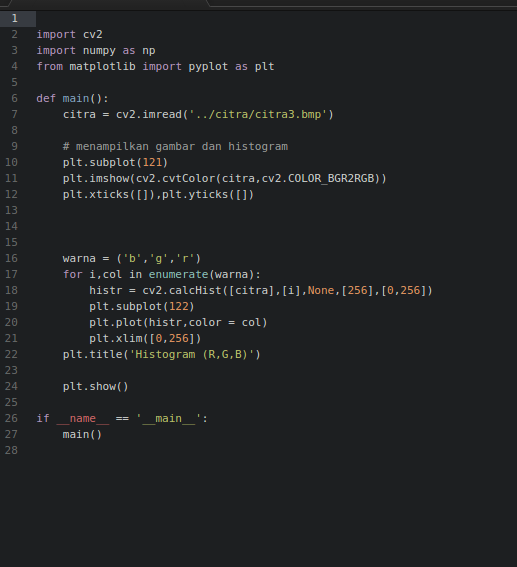 1
2 import cv2
3 import numpy as np
4 from matplotlib import pyplot as plt
5
6 def main():
7     citra = cv2.imread('../citra/citra3.bmp')
8
9     # menampilkan gambar dan histogram
10     plt.subplot(121)
11     plt.imshow(cv2.cvtColor(citra,cv2.COLOR_BGR2RGB))
12     plt.xticks([]),plt.yticks([])
13
14
15
16     warna = ('b','g','r')
17     for i,col in enumerate(warna):
18         histr = cv2.calcHist([citra],[i],None,[256],[0,256])
19         plt.subplot(122)
20         plt.plot(histr,color = col)
21         plt.xlim([0,256])
22     plt.title('Histogram (R,G,B)')
23
24     plt.show()
25
26 if __name__ == '__main__':
27     main()
28